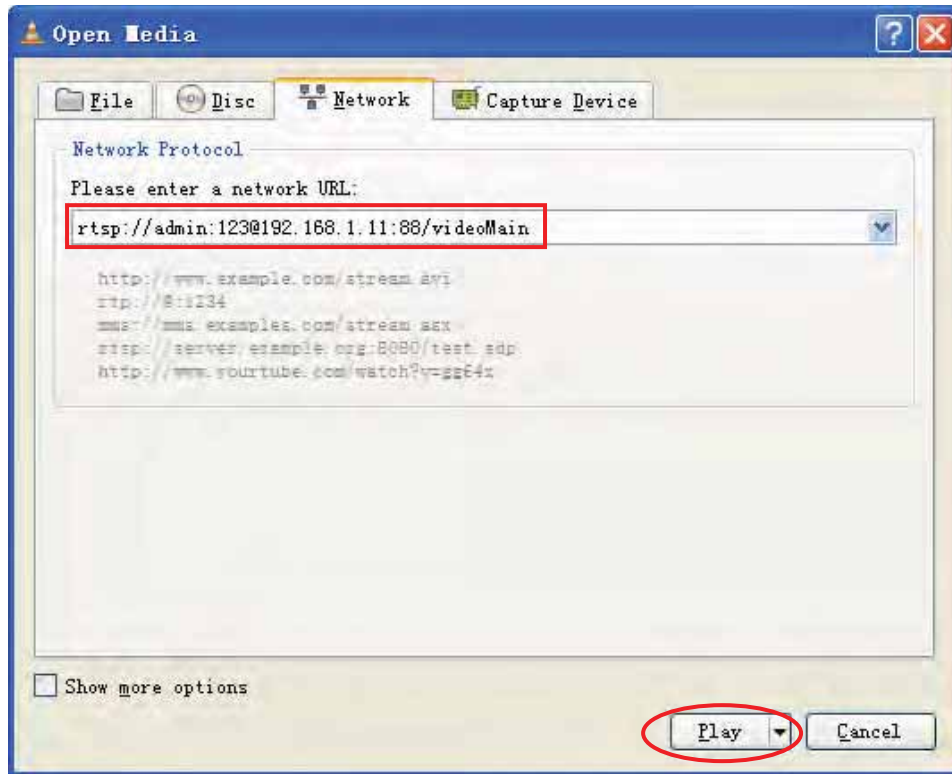 Open Media
File Disc Network Capture Device
Network Protocol
Please enter a network URL:
rtsp://admin:123@192.168.1.11:88/videoMain
http://www.example.com/stream.avi
rtp://@:1234
mms://mms.examples.com/stream.asx
rtsp://server.example.org:8080/test.sdp
http://www.yourtube.com/watch?v=gg64x
Show more options
Play Cancel